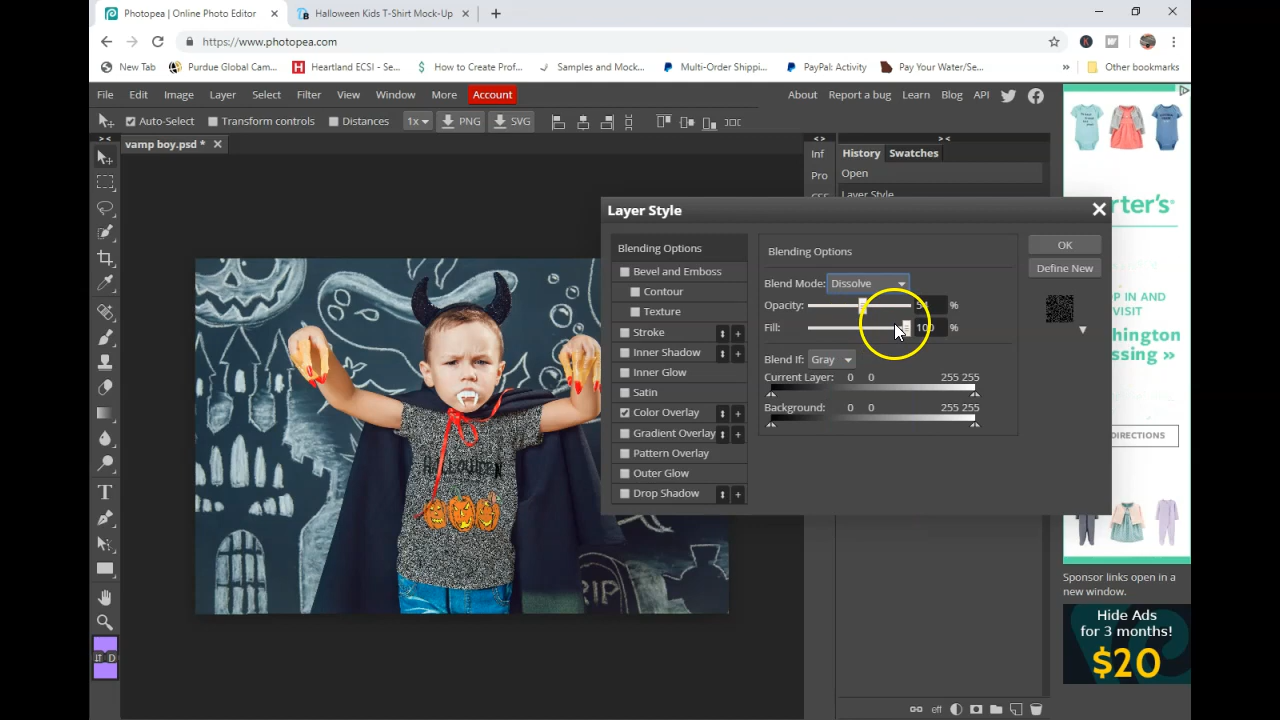 Photopea | Online Photo Editor
Halloween Kids T-Shirt Mock-Up
https://www.photopea.com
New Tab Purdue Global Cam... Heartland ECSI - Se... How to Create Prof... Samples and Mock... Multi-Order Shippi... PayPal: Activity Pay Your Water/Se... » Other bookmarks
File Edit Image Layer Select Filter View Window More Account About Report a bug Learn Blog API
Auto-Select Transform controls Distances 1x PNG SVG
vamp boy.psd *
Inf
Pro
History Swatches
Open
Layer Style
Layer Style
Blending Options
Bevel and Emboss
Contour
Texture
Stroke
Inner Shadow
Inner Glow
Satin
Color Overlay
Gradient Overlay
Pattern Overlay
Outer Glow
Drop Shadow
Blending Options
Blend Mode: Dissolve
Opacity: 54 %
Fill: 100 %
Blend If: Gray
Current Layer: 0 0 255 255
Background: 0 0 255 255
OK
Define New
Halloween
RIP
rter's
P IN AND
VISIT
hington
ssing »
DIRECTIONS
Sponsor links open in a
new window.
Hide Ads
for 3 months!
$20
eff